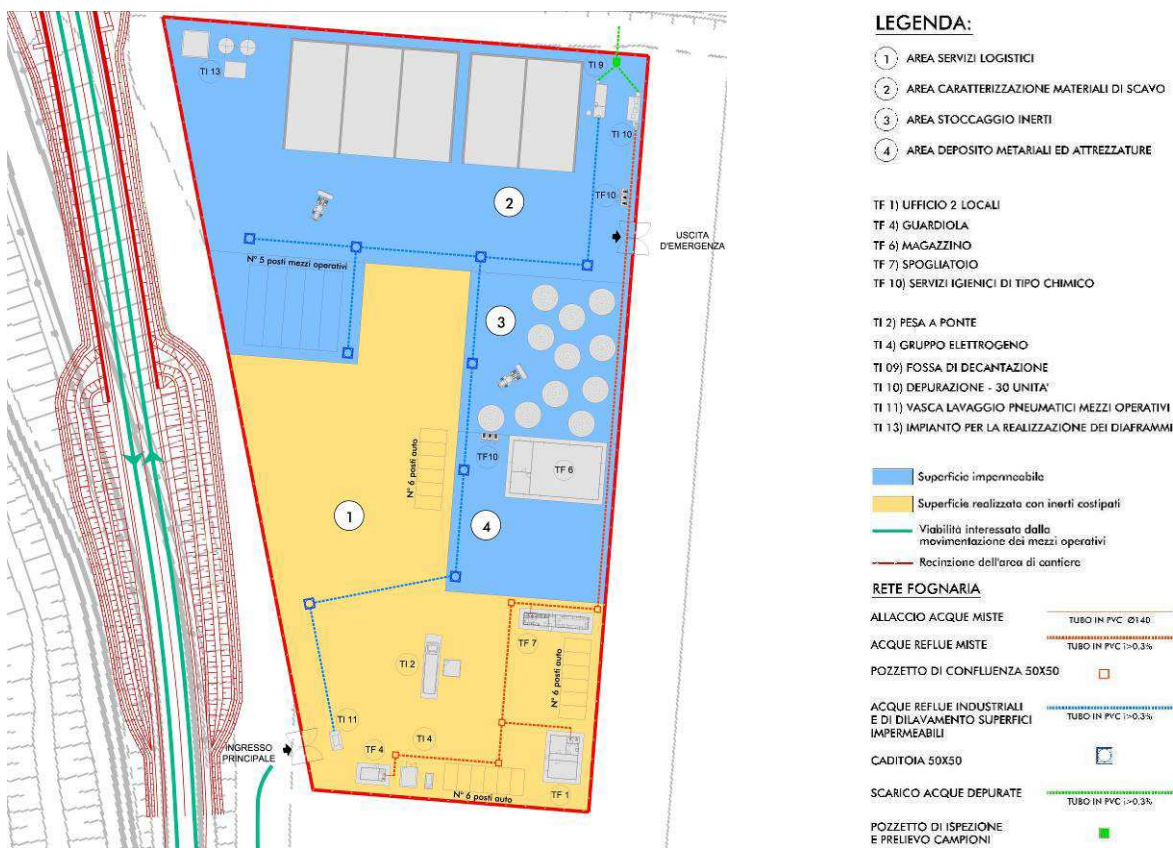 TI 9
TI 13
TI 10
TF10
2
USCITA
D'EMERGENZA
N° 5 posti mezzi operativi
3
N° 6 posti auto
TF10
TF 6
1
4
TF 7
N° 6 posti auto
TI 2
TI 11
INGRESSO
PRINCIPALE
TF 4
TI 4
N° 6 posti auto
TF 1
LEGENDA:
1 AREA SERVIZI LOGISTICI
2 AREA CARATTERIZZAZIONE MATERIALI DI SCAVO
3 AREA STOCCAGGIO INERTI
4 AREA DEPOSITO METARIALI ED ATTREZZATURE
TF 1) UFFICIO 2 LOCALI
TF 4) GUARDIOLA
TF 6) MAGAZZINO
TF 7) SPOGLIATOIO
TF 10) SERVIZI IGIENICI DI TIPO CHIMICO
TI 2) PESA A PONTE
TI 4) GRUPPO ELETTROGENO
TI 09) FOSSA DI DECANTAZIONE
TI 10) DEPURAZIONE - 30 UNITA'
TI 11) VASCA LAVAGGIO PNEUMATICI MEZZI OPERATIVI
TI 13) IMPIANTO PER LA REALIZZAZIONE DEI DIAFRAMMI
Superficie impermeabile
Superficie realizzata con inerti costipati
Viabilità interessata dalla
movimentazione dei mezzi operativi
Recinzione dell'area di cantiere
RETE FOGNARIA
ALLACCIO ACQUE MISTE TUBO IN PVC Ø140
ACQUE REFLUE MISTE TUBO IN PVC i>0.3%
POZZETTO DI CONFLUENZA 50X50
ACQUE REFLUE INDUSTRIALI
E DI DILAVAMENTO SUPERFICI TUBO IN PVC i>0.3%
IMPERMEABILI
CADITOIA 50X50
SCARICO ACQUE DEPURATE TUBO IN PVC i>0.3%
POZZETTO DI ISPEZIONE
E PRELIEVO CAMPIONI